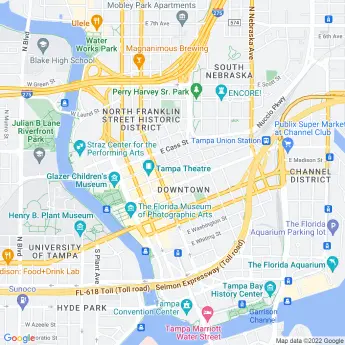 Mobley Park Apartments
E 7th Ave
Ulele
Water
Works Park
N Blvd
275
574
N Nebraska Ave
Magnanimous Brewing
Blake High School
SOUTH
NEBRASKA
W Green St
275
Perry Harvey Sr. Park
ENCORE!
Nuccio Pkwy
W Laurel St
NORTH FRANKLIN
STREET HISTORIC
DISTRICT
Julian B Lane
Riverfront
Park
Publix Super Market
at Channel Club
Straz Center for the
Performing Arts
E Cass St
Tampa Union Station
E Madison St
Tampa Theatre
Glazer Children's
Museum
CHANNEL
DISTRICT
DOWNTOWN
The Florida Museum
of Photographic Arts
Henry B. Plant Museum
N Blvd
E Washington St
The Florida
Aquarium Parking lot
E Whiting St
UNIVERSITY
OF TAMPA
S Plant Ave
The Florida Aquarium
dison: Food+Drink Lab
Selmon Expressway (Toll road)
FL-618 Toll (Toll road)
Sunoco
Tampa Bay
History Center
HYDE PARK
Tampa
Convention Center
Garrison
Channel
W Azeele St
Tampa Marriott
Water Street
Google
Map data ©2022 Google